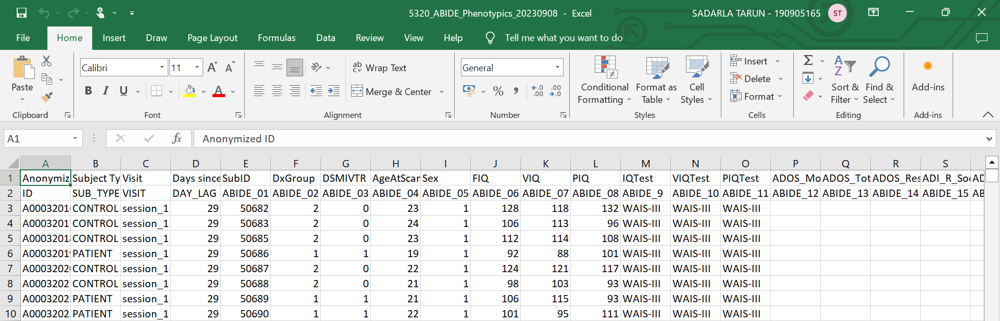 5320_ABIDE_Phenotypics_20230908 - Excel
SADARLA TARUN - 190905165 ST
File Home Insert Draw Page Layout Formulas Data Review View Help Tell me what you want to do
Calibri 11 A A ab Wrap Text General Insert Σ
Paste B I U A Merge & Center % Conditional Formatting Format as Table Cell Styles Delete Format Sort & Filter Find & Select Add-ins
Clipboard Font Alignment Number Styles Cells Editing Add-ins
A1 fx Anonymized ID
A B C D E F G H I J K L M N O P Q R S
1 Anonymiz Subject Ty Visit Days since SubID DxGroup DSMIVTR AgeAtScan Sex FIQ VIQ PIQ IQTest VIQTest PIQTest ADOS_Mo ADOS_Tot ADOS_Res ADI_R_Soc AD
2 ID SUB_TYPE VISIT DAY_LAG ABIDE_01 ABIDE_02 ABIDE_03 ABIDE_04 ABIDE_05 ABIDE_06 ABIDE_07 ABIDE_08 ABIDE_9 ABIDE_10 ABIDE_11 ABIDE_12 ABIDE_13 ABIDE_14 ABIDE_15 AB
3 A00032016 CONTROL session_1 29 50682 2 0 23 1 128 118 132 WAIS-III WAIS-III WAIS-III
4 A00032017 CONTROL session_1 29 50683 2 0 24 1 106 113 96 WAIS-III WAIS-III WAIS-III
5 A00032018 CONTROL session_1 29 50685 2 0 23 1 112 114 108 WAIS-III WAIS-III WAIS-III
6 A00032019 PATIENT session_1 29 50686 1 1 19 1 92 88 101 WAIS-III WAIS-III WAIS-III
7 A00032020 CONTROL session_1 29 50687 2 0 22 1 124 121 117 WAIS-III WAIS-III WAIS-III
8 A00032021 CONTROL session_1 29 50688 2 0 21 1 98 103 93 WAIS-III WAIS-III WAIS-III
9 A00032022 PATIENT session_1 29 50689 1 1 21 1 106 115 93 WAIS-III WAIS-III WAIS-III
10 A00032023 PATIENT session_1 29 50690 1 1 22 1 101 95 111 WAIS-III WAIS-III WAIS-III